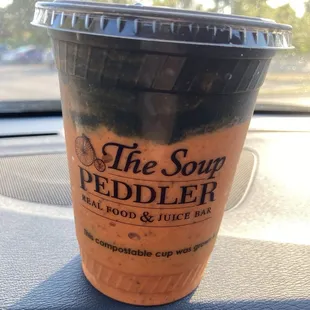 The Soup
PEDDLER
REAL FOOD & JUICE BAR
compostable cup was